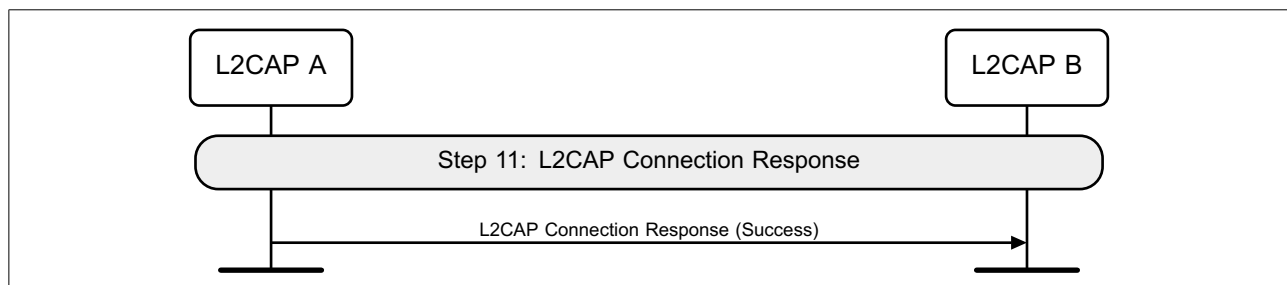 L2CAP A
L2CAP B
Step 11: L2CAP Connection Response
L2CAP Connection Response (Success)